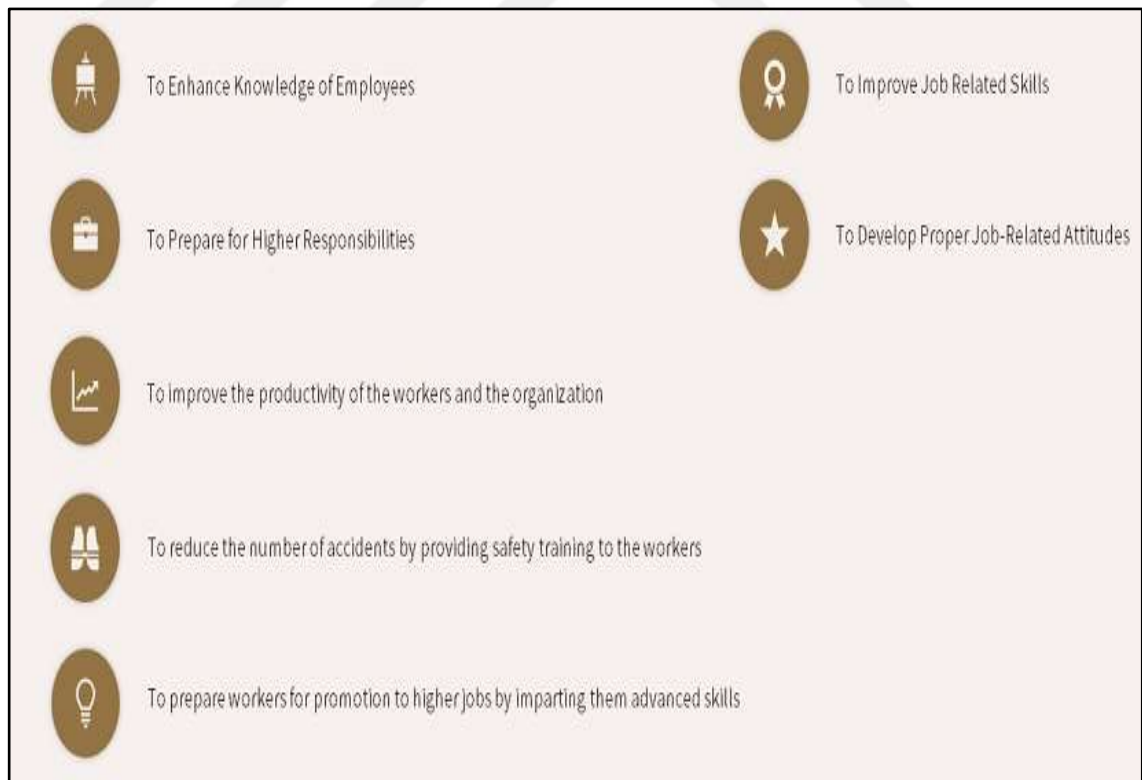 To Enhance Knowledge of Employees
To Improve Job Related Skills
To Prepare for Higher Responsibilities
To Develop Proper Job-Related Attitudes
To improve the productivity of the workers and the organization
To reduce the number of accidents by providing safety training to the workers
To prepare workers for promotion to higher jobs by imparting them advanced skills